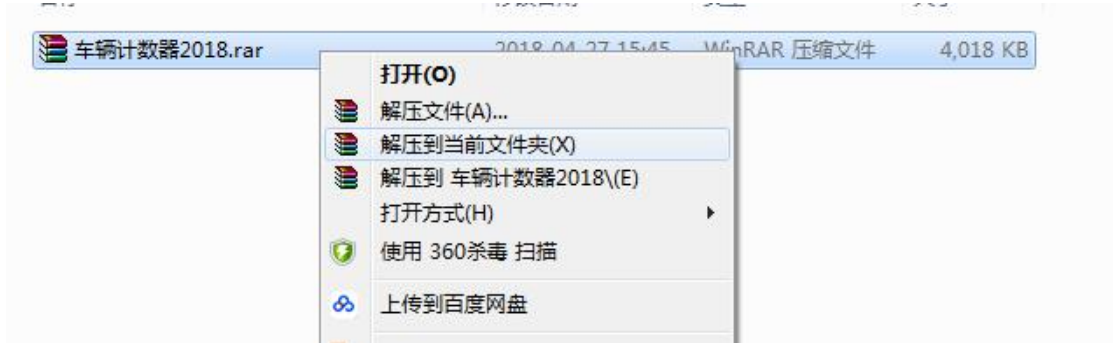 车辆计数器2018.rar 2018-04-27 15:45 WinRAR 压缩文件 4,018 KB
打开(O)
解压文件(A)...
解压到当前文件夹(X)
解压到 车辆计数器2018\(E)
打开方式(H)
使用 360杀毒 扫描
上传到百度网盘